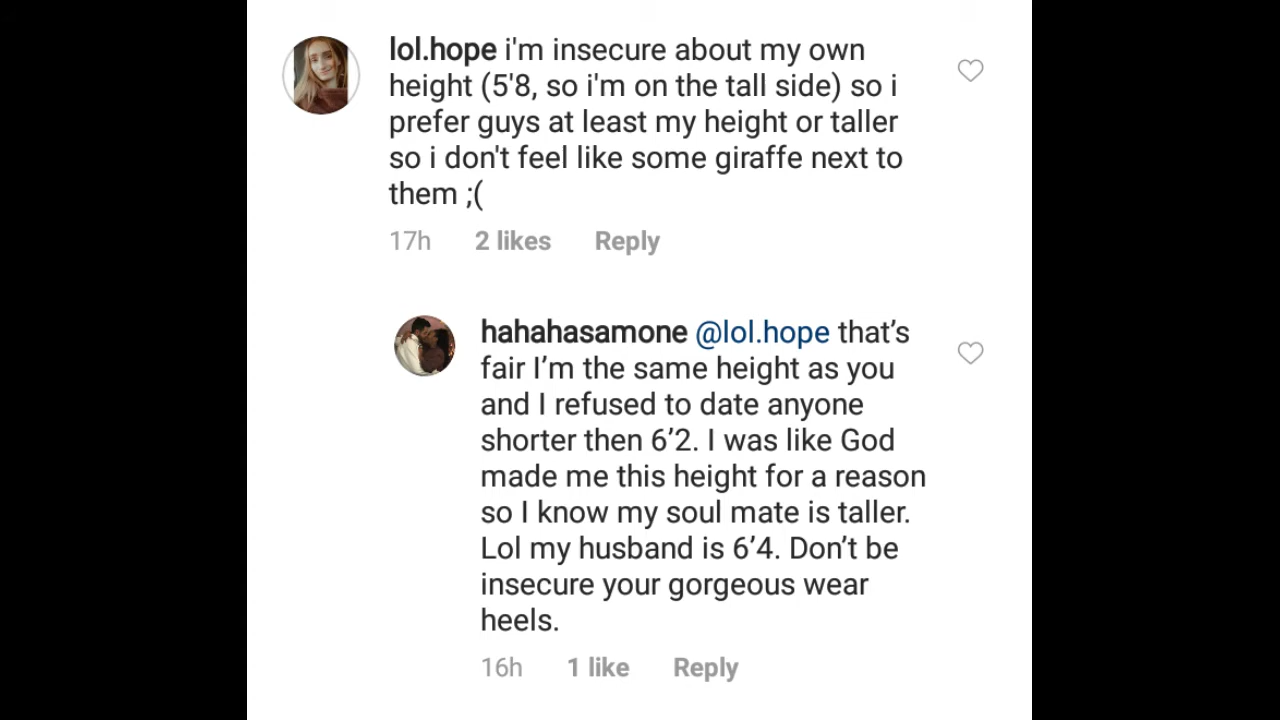 lol.hope i'm insecure about my own
height (5'8, so i'm on the tall side) so i
prefer guys at least my height or taller
so i don't feel like some giraffe next to
them ;(
17h 2 likes Reply
hahahasamone @lol.hope that’s
fair I’m the same height as you
and I refused to date anyone
shorter then 6’2. I was like God
made me this height for a reason
so I know my soul mate is taller.
Lol my husband is 6’4. Don’t be
insecure your gorgeous wear
heels.
16h 1 like Reply